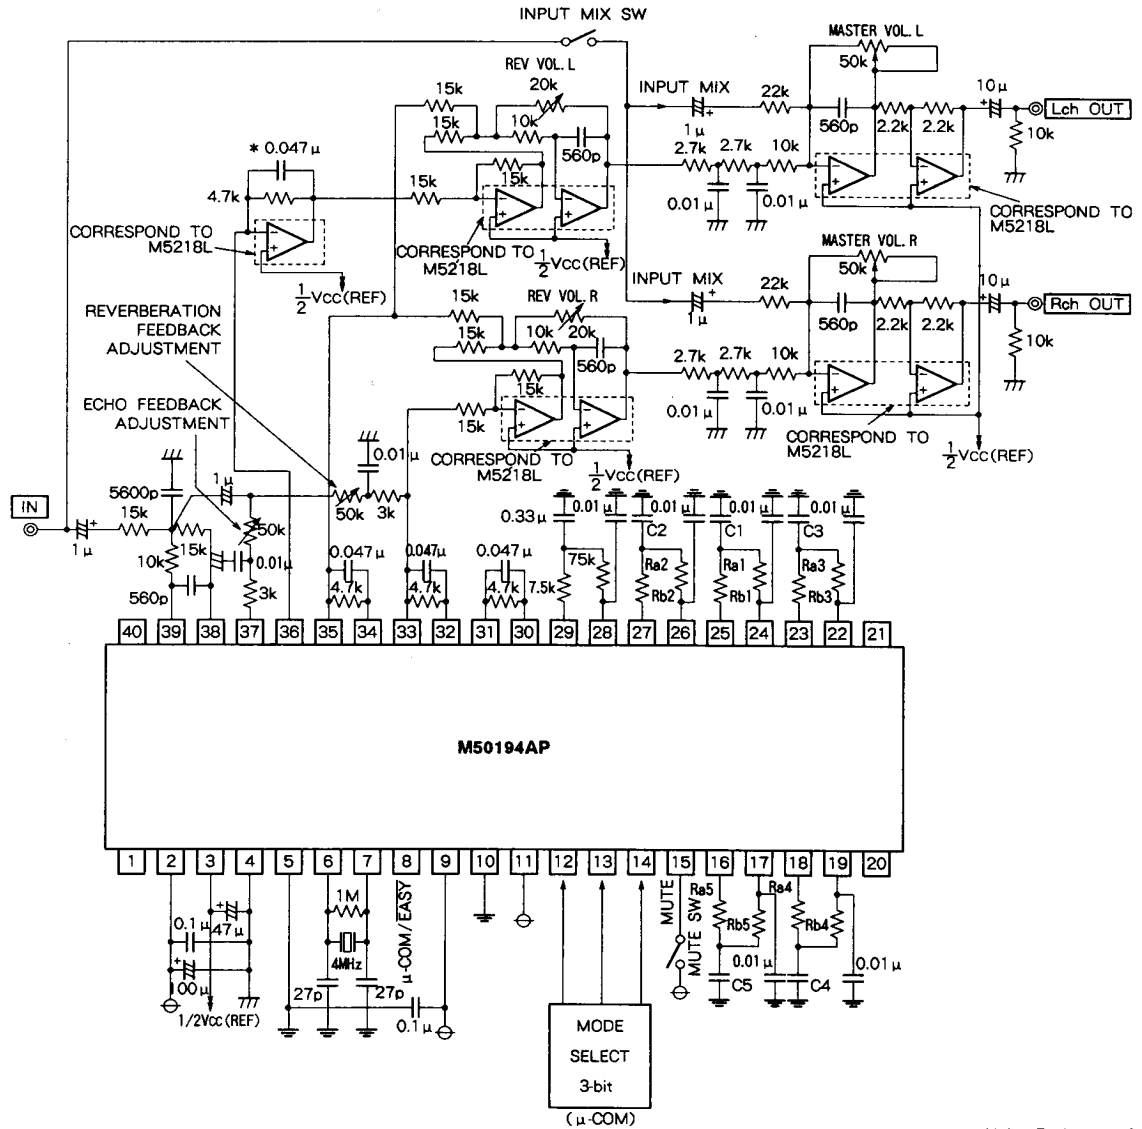 INPUT MIX SW
MASTER VOL. L
50k
REV VOL. L
20k
15k
15k
10k
560p
INPUT MIX
1μ
22k
560p
2.2k
2.2k
10μ
Lch OUT
10k
2.7k
2.7k
10k
0.01μ
0.01μ
* 0.047μ
4.7k
15k
15k
CORRESPOND TO
M5218L
CORRESPOND TO
M5218L
CORRESPOND TO
M5218L
1/2 VCC (REF)
1/2 VCC (REF)
MASTER VOL. R
50k
REVERBERATION
FEEDBACK
ADJUSTMENT
15k
15k
REV VOL. R
10k
20k
560p
INPUT MIX
1μ
22k
560p
2.2k
2.2k
10μ
Rch OUT
10k
2.7k
2.7k
10k
0.01μ
0.01μ
15k
15k
ECHO FEEDBACK
ADJUSTMENT
CORRESPOND TO
M5218L
CORRESPOND TO
M5218L
1/2 VCC (REF)
1/2 VCC (REF)
IN
1μ
15k
5600p
1μ
10k
15k
560p
50k
0.01μ
3k
50k
3k
0.01μ
0.047μ
4.7k
0.047μ
4.7k
0.047μ
4.7k
0.33μ
0.01μ
75k
7.5k
C2
0.01μ
Ra2
Rb2
C1
0.01μ
Ra1
Rb1
C3
0.01μ
Ra3
Rb3
40 39 38 37 36 35 34 33 32 31 30 29 28 27 26 25 24 23 22 21
M50194AP
1 2 3 4 5 6 7 8 9 10 11 12 13 14 15 16 17 18 19 20
0.1μ
47μ
100μ
1/2VCC (REF)
1M
4MHz
27p
27p
μ-COM/EASY
0.1μ
MUTE
MUTE SW
Ra5
Rb5
0.01μ
C5
Ra4
Rb4
0.01μ
C4
MODE
SELECT
3-bit
(μ-COM)